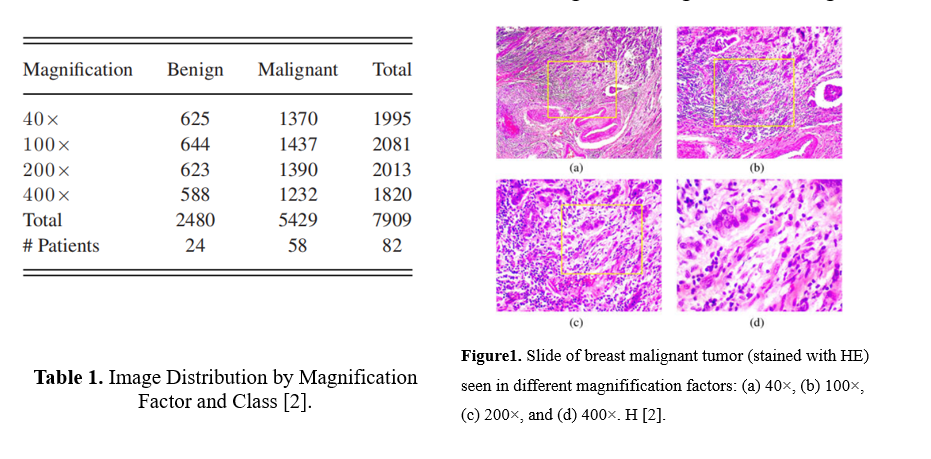 Magnification Benign Malignant Total
40× 625 1370 1995
100× 644 1437 2081
200× 623 1390 2013
400× 588 1232 1820
Total 2480 5429 7909
# Patients 24 58 82
Table 1. Image Distribution by Magnification
Factor and Class [2].
(a) (b)
(c) (d)
Figure1. Slide of breast malignant tumor (stained with HE)
seen in different magnifification factors: (a) 40×, (b) 100×,
(c) 200×, and (d) 400×. H [2].